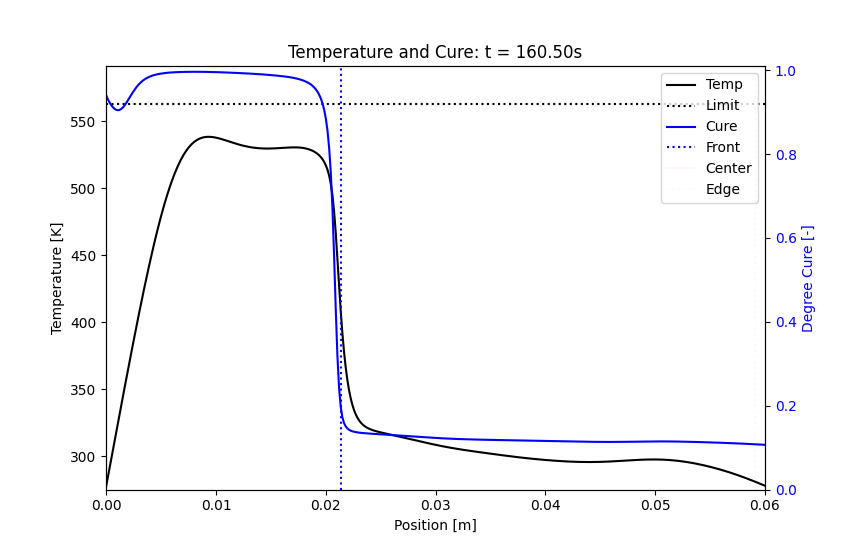 Temperature and Cure: t = 160.50s
Temp
Limit
Cure
Front
Center
Edge
550
500
450
400
350
300
Temperature [K]
1.0
0.8
0.6
0.4
0.2
0.0
Degree Cure [-]
0.00 0.01 0.02 0.03 0.04 0.05 0.06
Position [m]